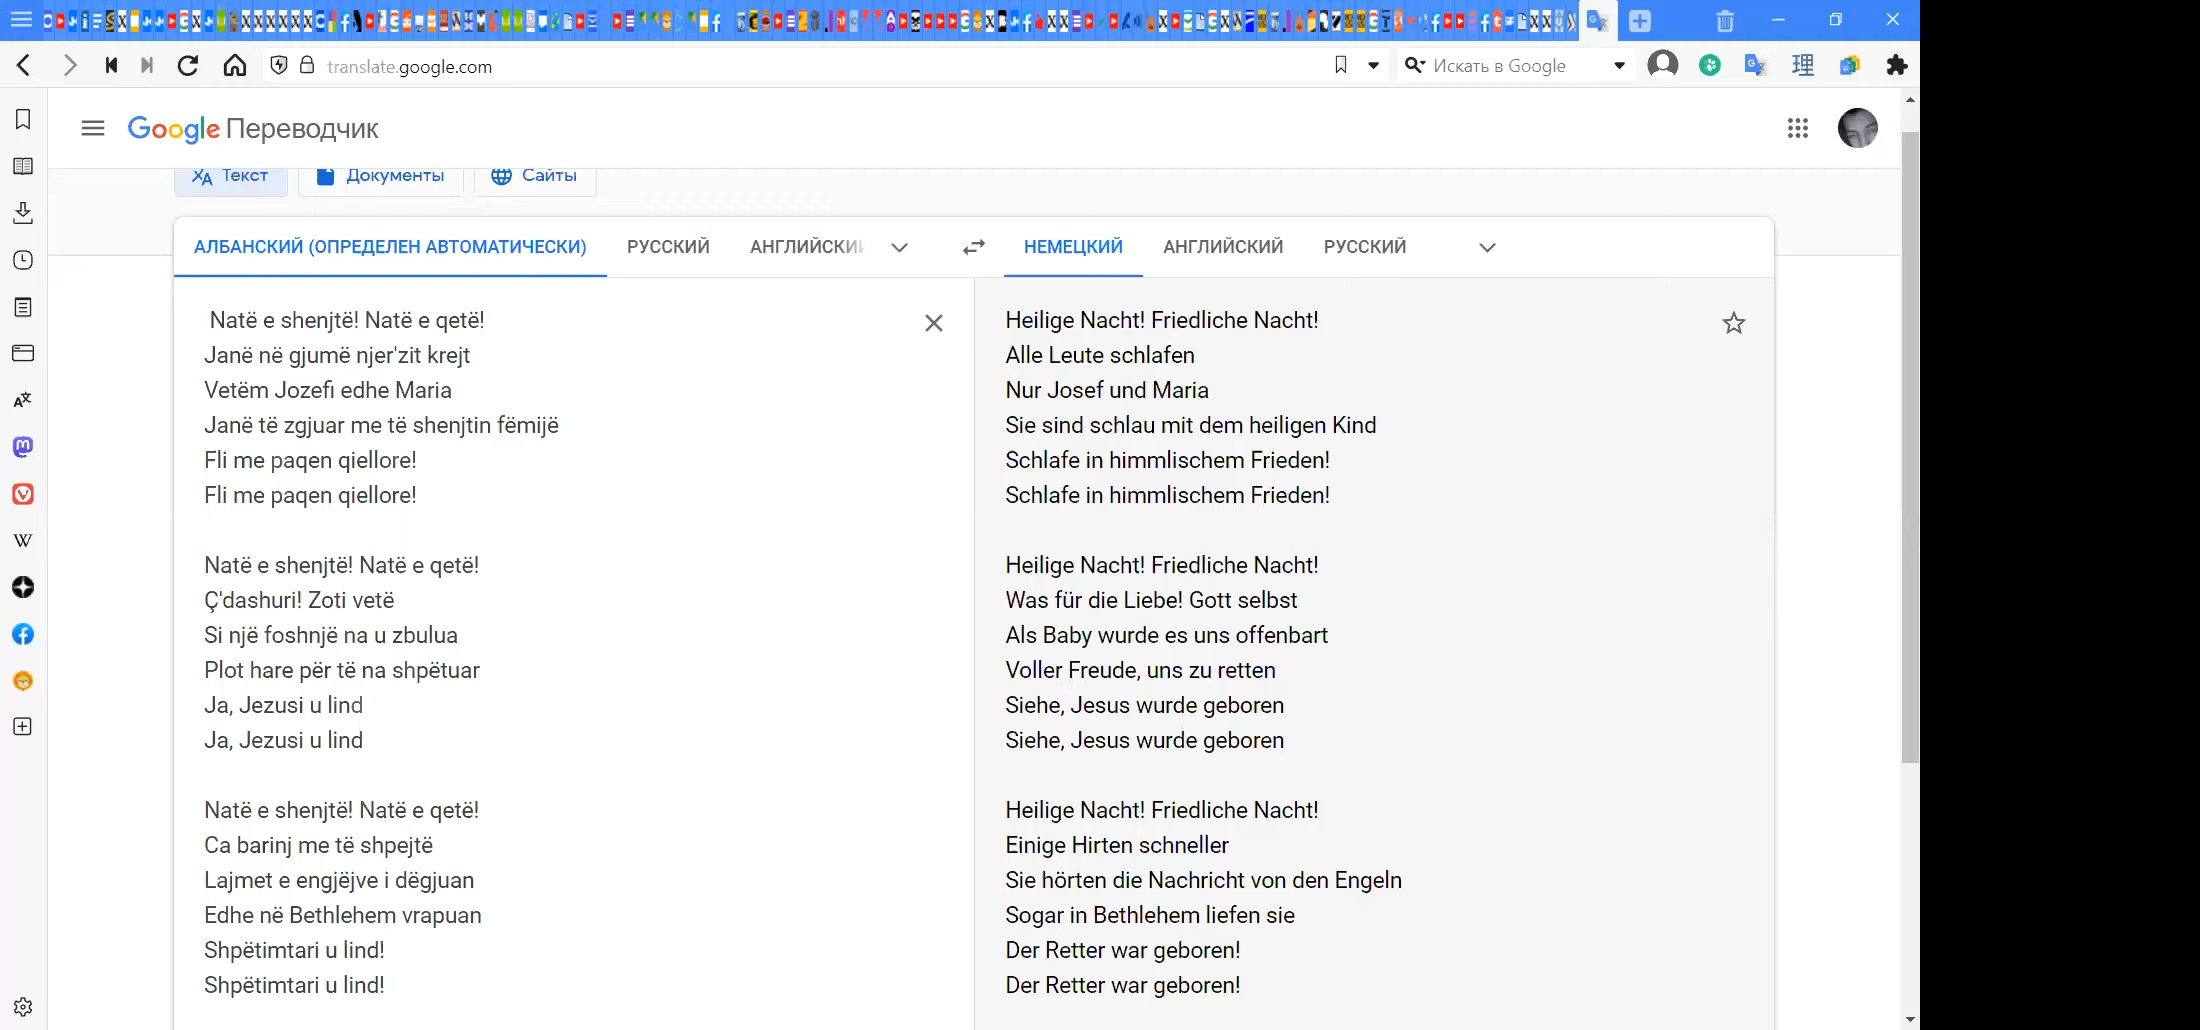 translate.google.com
Искать в Google
Google Переводчик
Текст
Документы
Сайты
АЛБАНСКИЙ (ОПРЕДЕЛЕН АВТОМАТИЧЕСКИ)
РУССКИЙ
АНГЛИЙСКИЙ
НЕМЕЦКИЙ
АНГЛИЙСКИЙ
РУССКИЙ
Natë e shenjtë! Natë e qetë!
Janë në gjumë njer'zit krejt
Vetëm Jozefi edhe Maria
Janë të zgjuar me të shenjtin fëmijë
Fli me paqen qiellore!
Fli me paqen qiellore!
Natë e shenjtë! Natë e qetë!
Ç'dashuri! Zoti vetë
Si një foshnjë na u zbulua
Plot hare për të na shpëtuar
Ja, Jezusi u lind
Ja, Jezusi u lind
Natë e shenjtë! Natë e qetë!
Ca barinj me të shpejtë
Lajmet e engjëjve i dëgjuan
Edhe në Bethlehem vrapuan
Shpëtimtari u lind!
Shpëtimtari u lind!
Heilige Nacht! Friedliche Nacht!
Alle Leute schlafen
Nur Josef und Maria
Sie sind schlau mit dem heiligen Kind
Schlafe in himmlischem Frieden!
Schlafe in himmlischem Frieden!
Heilige Nacht! Friedliche Nacht!
Was für die Liebe! Gott selbst
Als Baby wurde es uns offenbart
Voller Freude, uns zu retten
Siehe, Jesus wurde geboren
Siehe, Jesus wurde geboren
Heilige Nacht! Friedliche Nacht!
Einige Hirten schneller
Sie hörten die Nachricht von den Engeln
Sogar in Bethlehem liefen sie
Der Retter war geboren!
Der Retter war geboren!